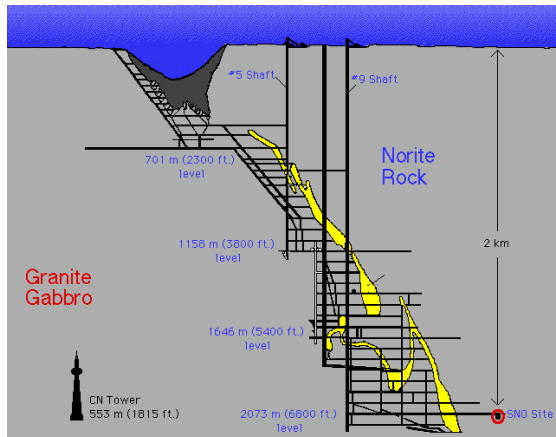 #5 Shaft
#9 Shaft
Norite
Rock
701 m (2300 ft.)
level
2 km
1158 m (3800 ft.)
level
Granite
Gabbro
1646 m (5400 ft.)
level
CN Tower
553 m (1815 ft.)
2073 m (6800 ft.)
level
SNO Site